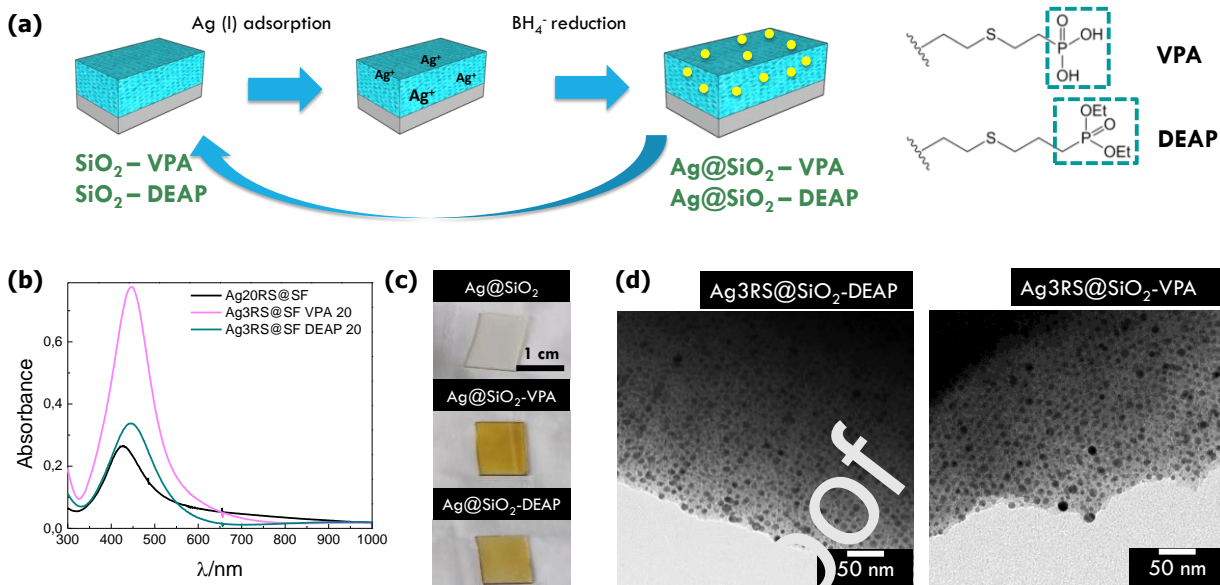 (a)
Ag (I) adsorption
BH₄⁻ reduction
Ag⁺
Ag⁺
Ag⁺
Ag⁺
SiO₂ – VPA
SiO₂ – DEAP
Ag@SiO₂ – VPA
Ag@SiO₂ – DEAP
S
O
P
OH
OH
VPA
S
OEt
O
P
OEt
DEAP
(b)
Absorbance
0,6
0,4
0,2
0,0
300 400 500 600 700 800 900 1000
λ/nm
Ag20RS@SF
Ag3RS@SF VPA 20
Ag3RS@SF DEAP 20
(c)
Ag@SiO₂
1 cm
Ag@SiO₂-VPA
Ag@SiO₂-DEAP
(d)
Ag3RS@SiO₂-DEAP
50 nm
Ag3RS@SiO₂-VPA
50 nm
oof